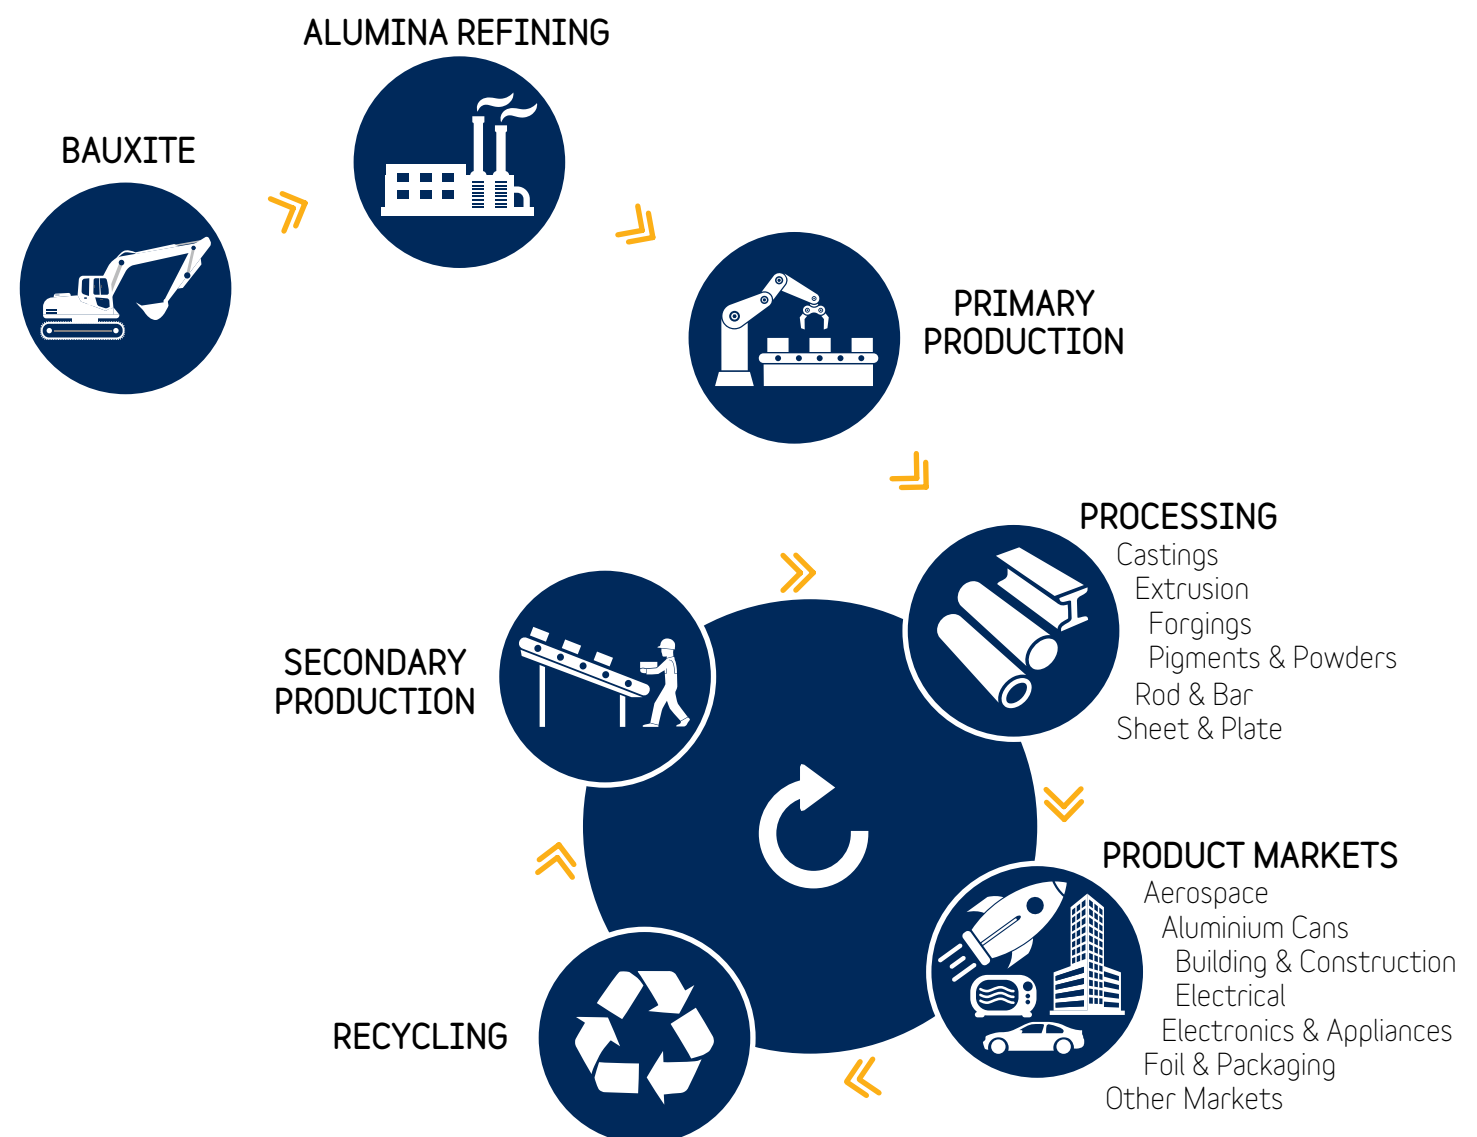 ALUMINA REFINING
BAUXITE
PRIMARY
PRODUCTION
PROCESSING
Castings
Extrusion
Forgings
Pigments & Powders
Rod & Bar
Sheet & Plate
SECONDARY
PRODUCTION
PRODUCT MARKETS
Aerospace
Aluminium Cans
Building & Construction
Electrical
Electronics & Appliances
Foil & Packaging
Other Markets
RECYCLING